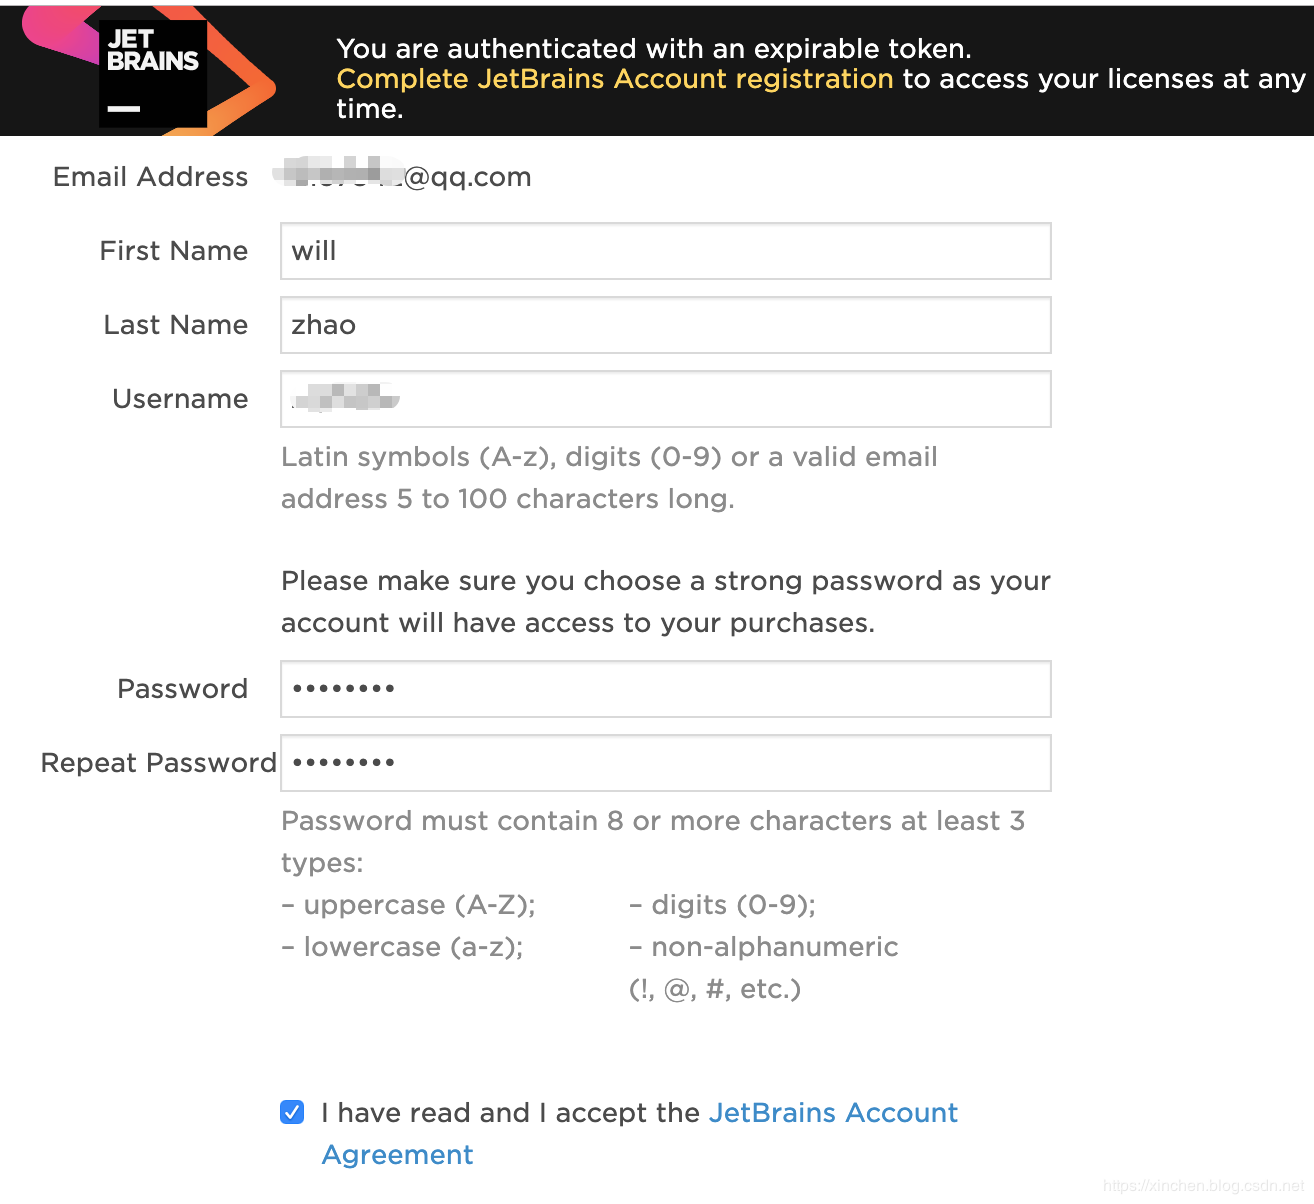 JET
BRAINS
You are authenticated with an expirable token.
Complete JetBrains Account registration to access your licenses at any
time.
Email Address @qq.com
First Name will
Last Name zhao
Username
Latin symbols (A-z), digits (0-9) or a valid email
address 5 to 100 characters long.
Please make sure you choose a strong password as your
account will have access to your purchases.
Password ••••••••
Repeat Password ••••••••
Password must contain 8 or more characters at least 3
types:
– uppercase (A-Z); – digits (0-9);
– lowercase (a-z); – non-alphanumeric
(!, @, #, etc.)
I have read and I accept the JetBrains Account
Agreement
https://xinchen.blog.csdn.net